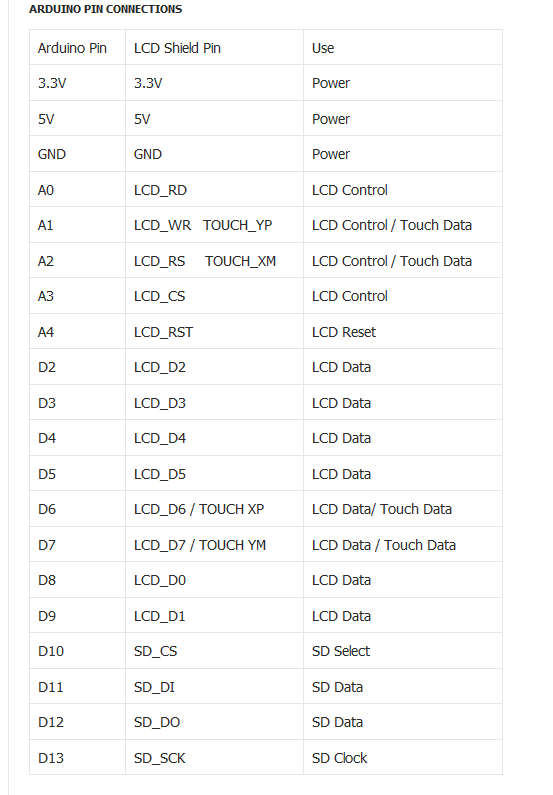 ARDUINO PIN CONNECTIONS
Arduino Pin LCD Shield Pin Use
3.3V 3.3V Power
5V 5V Power
GND GND Power
A0 LCD_RD LCD Control
A1 LCD_WR TOUCH_YP LCD Control / Touch Data
A2 LCD_RS TOUCH_XM LCD Control / Touch Data
A3 LCD_CS LCD Control
A4 LCD_RST LCD Reset
D2 LCD_D2 LCD Data
D3 LCD_D3 LCD Data
D4 LCD_D4 LCD Data
D5 LCD_D5 LCD Data
D6 LCD_D6 / TOUCH XP LCD Data/ Touch Data
D7 LCD_D7 / TOUCH YM LCD Data / Touch Data
D8 LCD_D0 LCD Data
D9 LCD_D1 LCD Data
D10 SD_CS SD Select
D11 SD_DI SD Data
D12 SD_DO SD Data
D13 SD_SCK SD Clock